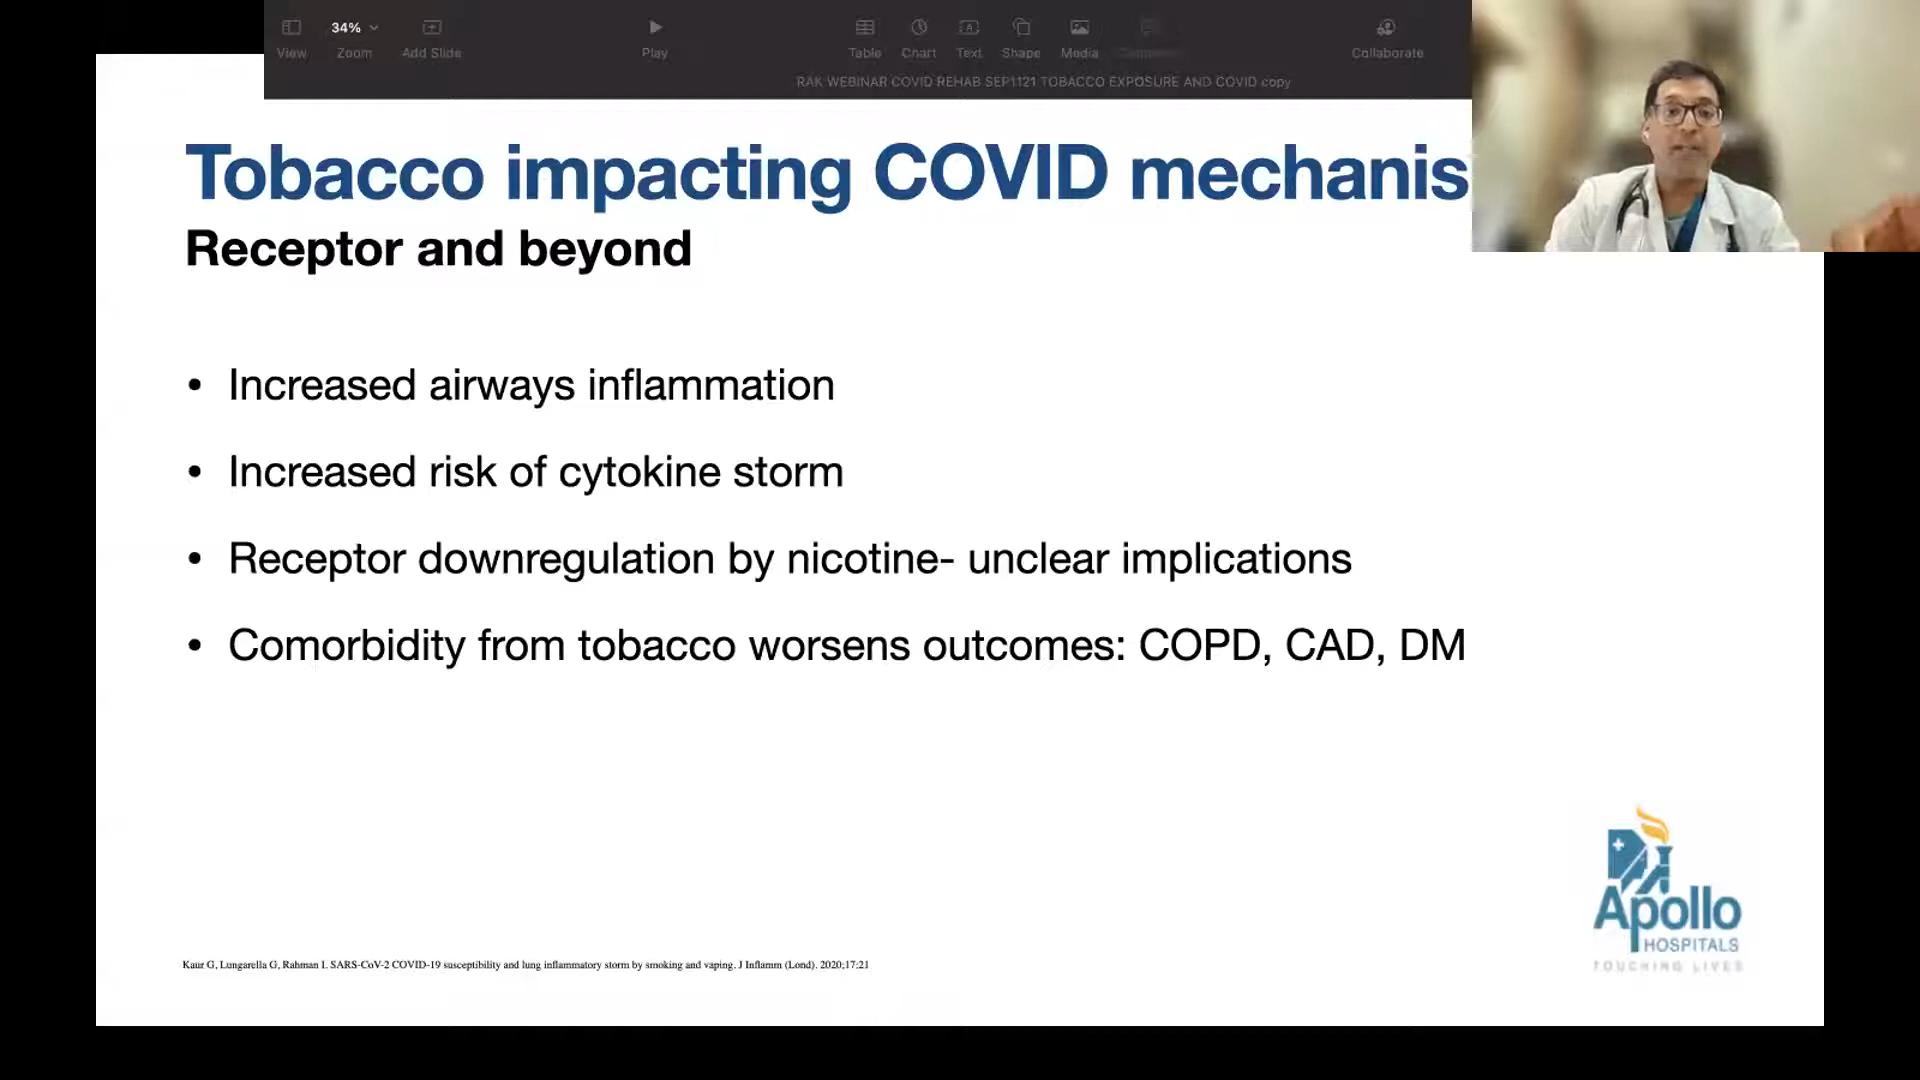 34%
View
Zoom
Add Slide
Play
Table
Chart
Text
Shape
Media
Comment
Collaborate
RAK WEBINAR COVID REHAB SEP1121 TOBACCO EXPOSURE AND COVID copy
Tobacco impacting COVID mechanis
Receptor and beyond
• Increased airways inflammation
• Increased risk of cytokine storm
• Receptor downregulation by nicotine- unclear implications
• Comorbidity from tobacco worsens outcomes: COPD, CAD, DM
Apollo
HOSPITALS
TOUCHING LIVES
Kaur G, Lungarella G, Rahman I. SARS-CoV-2 COVID-19 susceptibility and lung inflammatory storm by smoking and vaping. J Inflamm (Lond). 2020;17:21